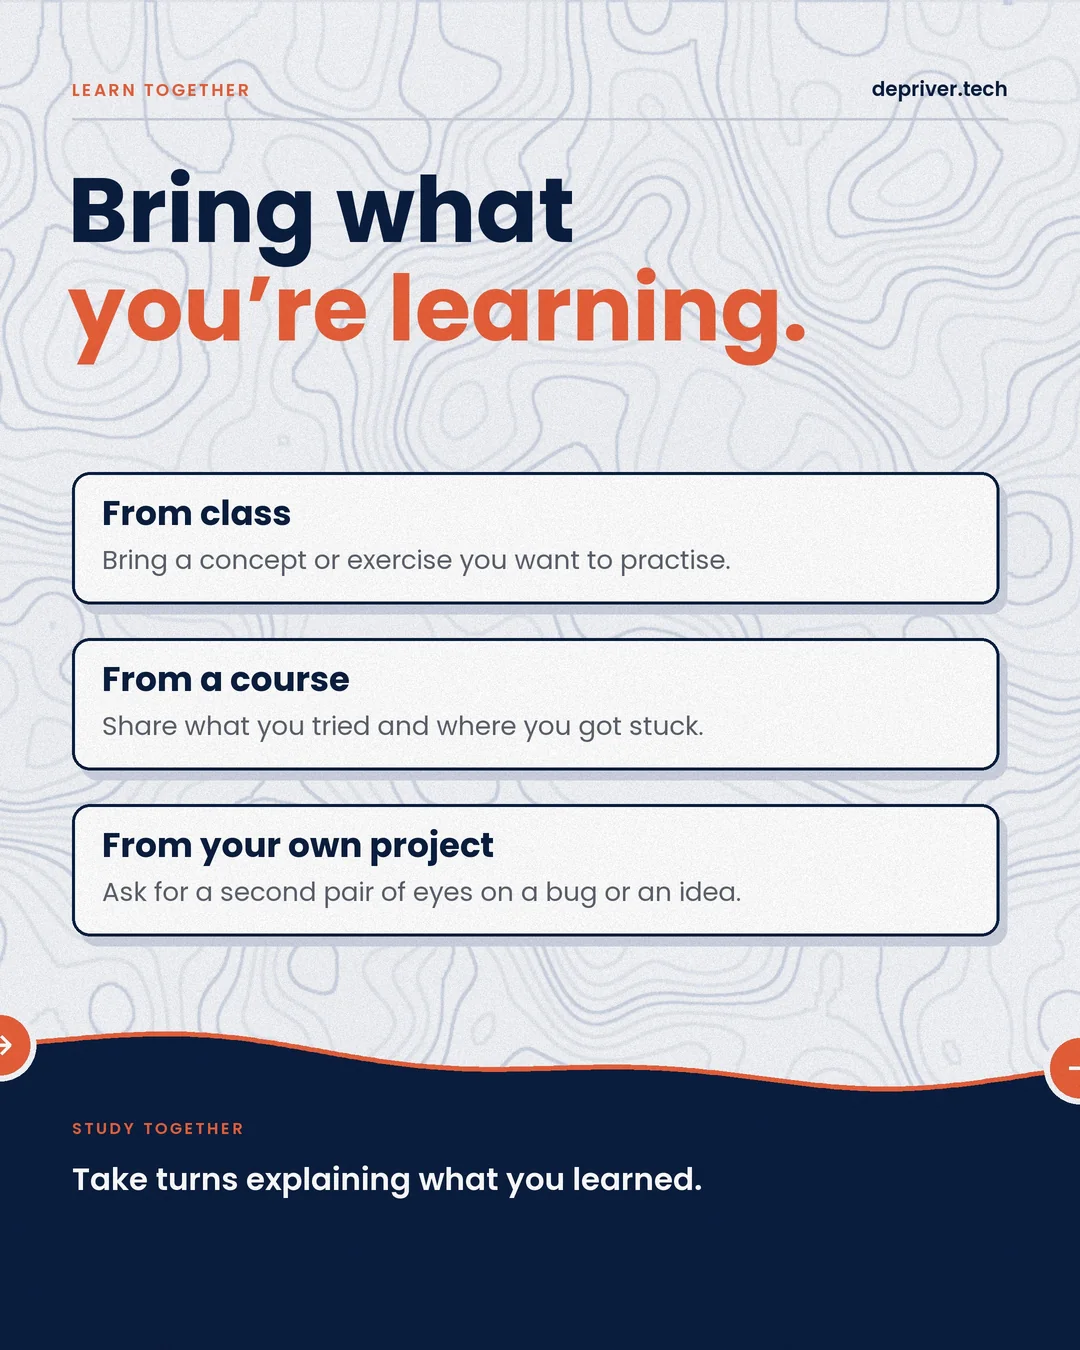 LEARN TOGETHER
depriver.tech
Bring what
you’re learning.
From class
Bring a concept or exercise you want to practise.
From a course
Share what you tried and where you got stuck.
From your own project
Ask for a second pair of eyes on a bug or an idea.
STUDY TOGETHER
Take turns explaining what you learned.